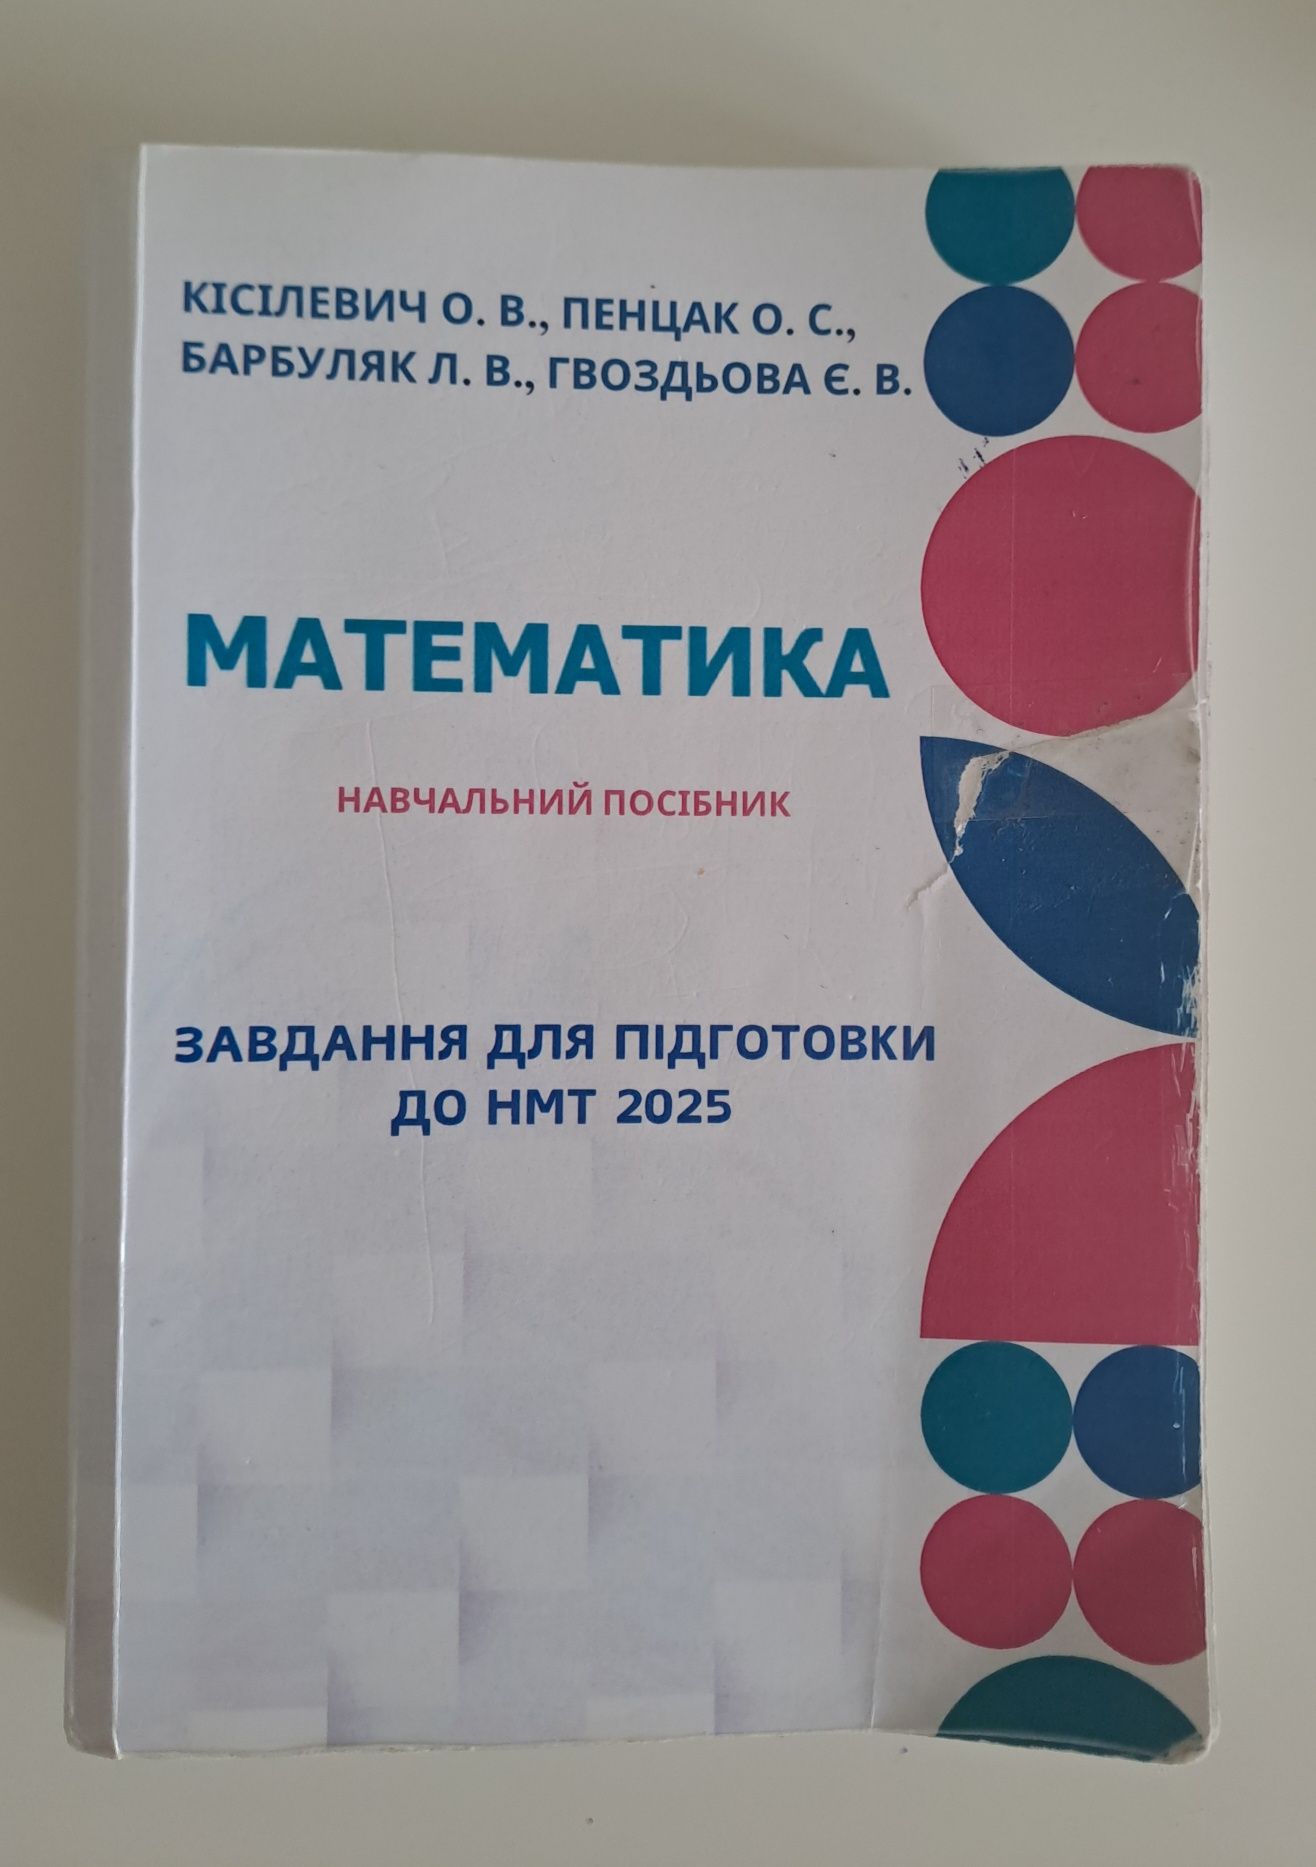 КІСІЛЕВИЧ О. В., ПЕНЦАК О. С.,
БАРБУЛЯК Л. В., ГВОЗДЬОВА Є. В.
МАТЕМАТИКА
НАВЧАЛЬНИЙ ПОСІБНИК
ЗАВДАННЯ ДЛЯ ПІДГОТОВКИ
ДО НМТ 2025